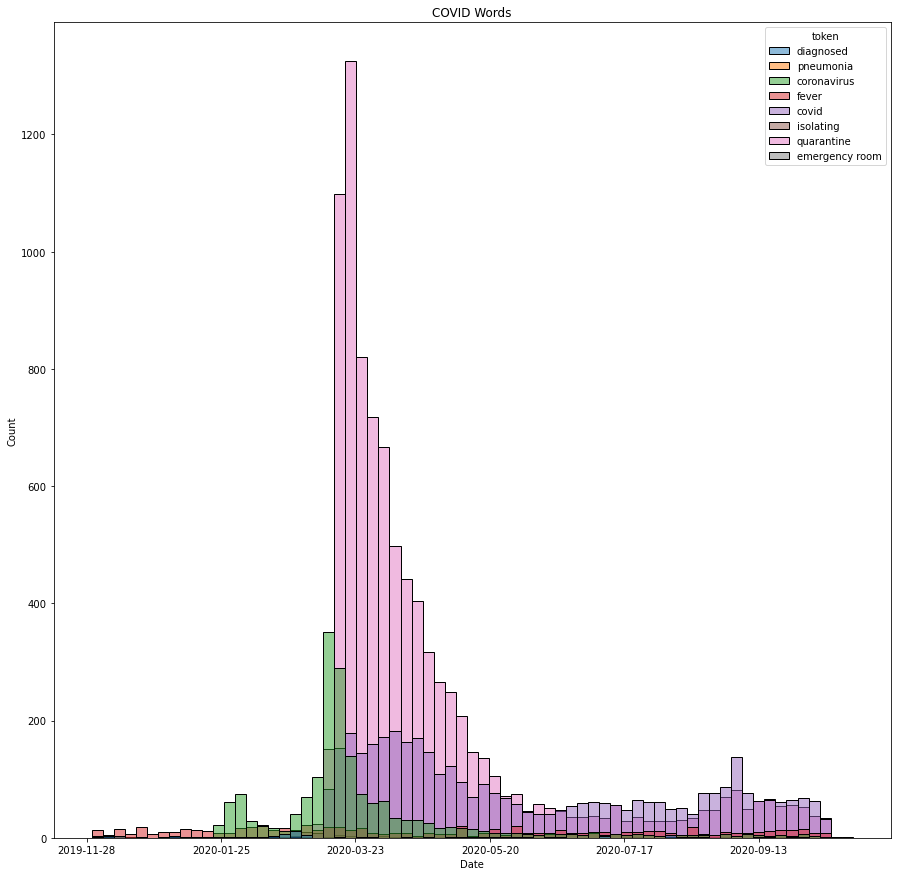 COVID Words
token
diagnosed
pneumonia
coronavirus
fever
covid
isolating
quarantine
emergency room
1200
1000
800
600
400
200
0
Count
2019-11-28 2020-01-25 2020-03-23 2020-05-20 2020-07-17 2020-09-13
Date